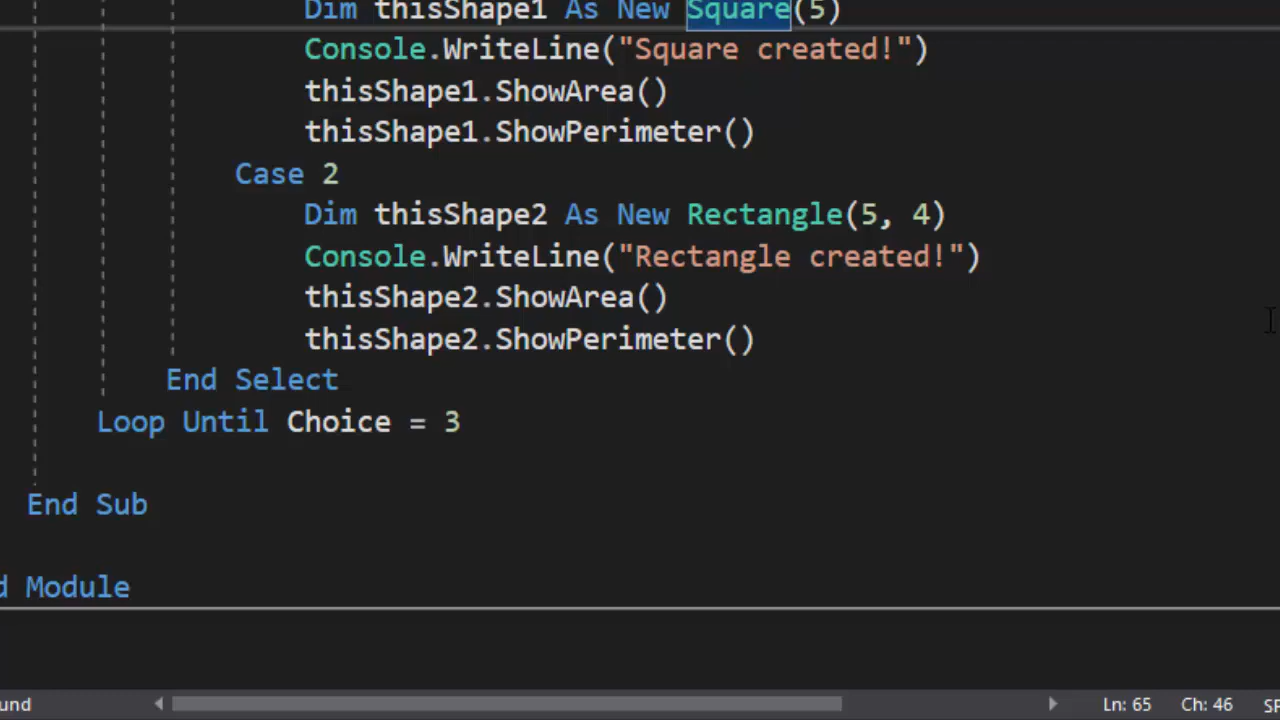 Dim thisShape1 As New Square(5)
Console.WriteLine("Square created!")
thisShape1.ShowArea()
thisShape1.ShowPerimeter()
Case 2
Dim thisShape2 As New Rectangle(5, 4)
Console.WriteLine("Rectangle created!")
thisShape2.ShowArea()
thisShape2.ShowPerimeter()
End Select
Loop Until Choice = 3
End Sub
d Module
und Ln: 65 Ch: 46 SP